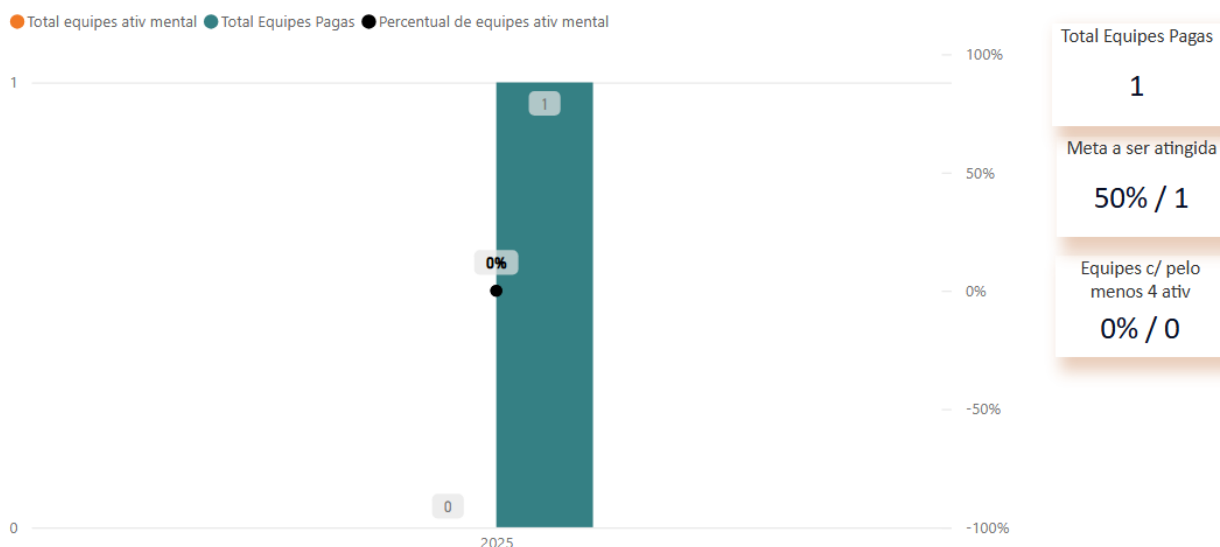 Total equipes ativ mental Total Equipes Pagas Percentual de equipes ativ mental
1
0
100%
50%
0%
-50%
-100%
1
0%
0
2025
Total Equipes Pagas
1
Meta a ser atingida
50% / 1
Equipes c/ pelo
menos 4 ativ
0% / 0